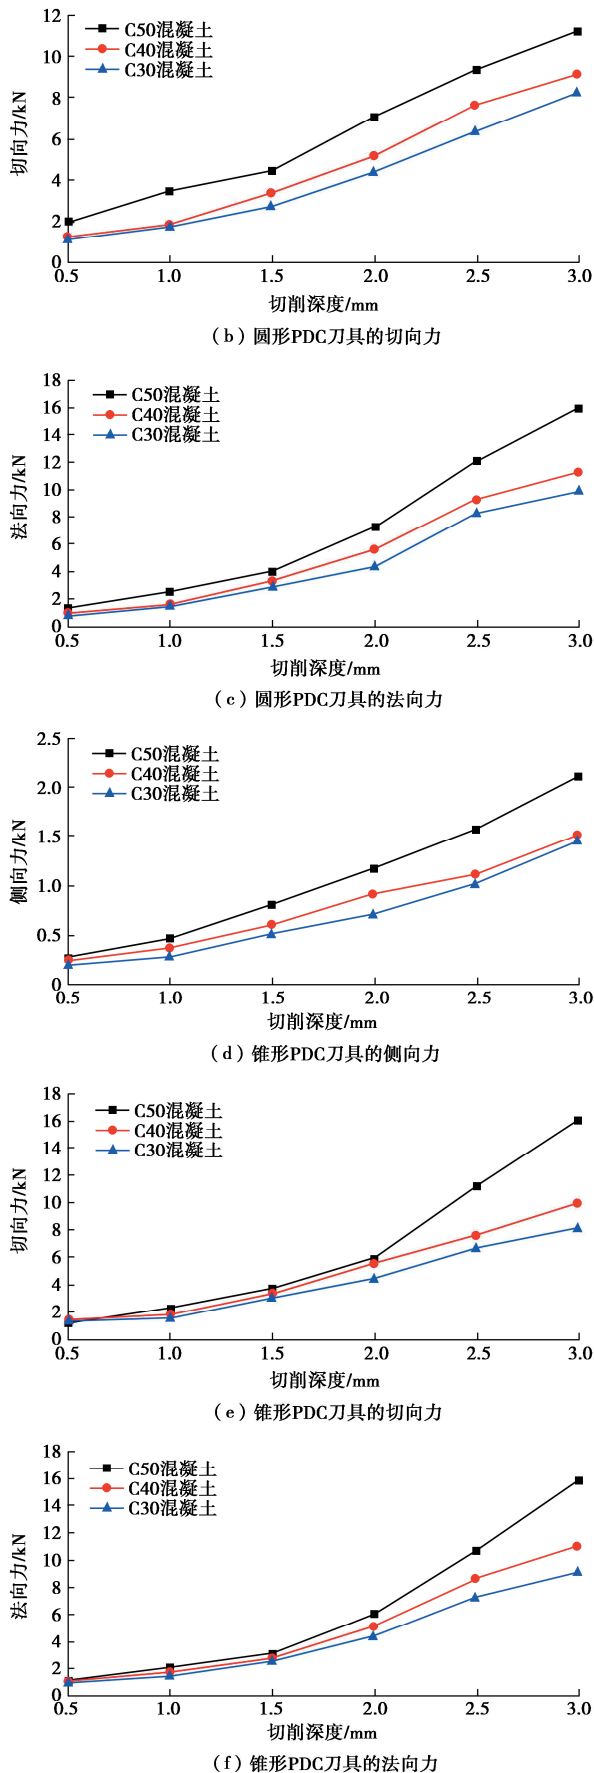 12
10
8
6
4
2
0
C50混凝土
C40混凝土
C30混凝土
切向力/kN
0.5 1.0 1.5 2.0 2.5 3.0
切削深度/mm
（b）圆形PDC刀具的切向力
18
16
14
12
10
8
6
4
2
0
C50混凝土
C40混凝土
C30混凝土
法向力/kN
0.5 1.0 1.5 2.0 2.5 3.0
切削深度/mm
（c）圆形PDC刀具的法向力
2.5
2.0
1.5
1.0
0.5
0
C50混凝土
C40混凝土
C30混凝土
侧向力/kN
0.5 1.0 1.5 2.0 2.5 3.0
切削深度/mm
（d）锥形PDC刀具的侧向力
18
16
14
12
10
8
6
4
2
0
C50混凝土
C40混凝土
C30混凝土
切向力/kN
0.5 1.0 1.5 2.0 2.5 3.0
切削深度/mm
（e）锥形PDC刀具的切向力
18
16
14
12
10
8
6
4
2
0
C50混凝土
C40混凝土
C30混凝土
法向力/kN
0.5 1.0 1.5 2.0 2.5 3.0
切削深度/mm
（f）锥形PDC刀具的法向力